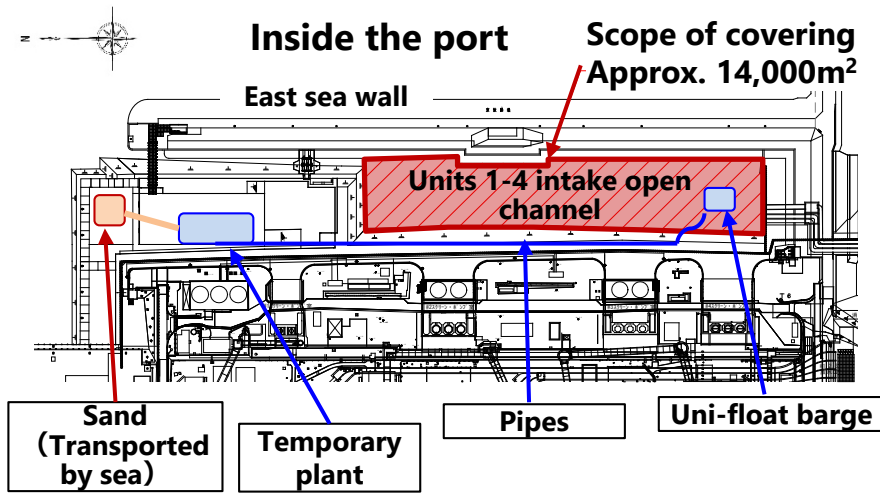 N
Inside the port
Scope of covering
Approx. 14,000m²
East sea wall
Units 1-4 intake open
channel
Sand
（Transported
by sea）
Temporary
plant
Pipes
Uni-float barge